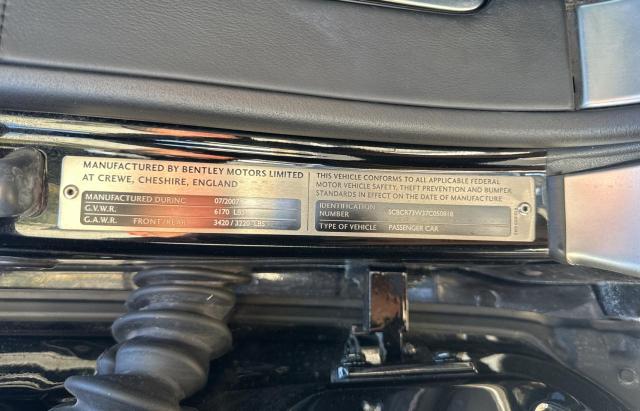 MANUFACTURED BY BENTLEY MOTORS LIMITED
AT CREWE, CHESHIRE, ENGLAND
MANUFACTURED DURING 07/2007
G.V.W.R. 6170 LBS
G.A.W.R. FRONT/REAR 3420 / 3220 LBS
THIS VEHICLE CONFORMS TO ALL APPLICABLE FEDERAL
MOTOR VEHICLE SAFETY, THEFT PREVENTION AND BUMPER
STANDARDS IN EFFECT ON THE DATE OF MANUFACTURE
IDENTIFICATION
NUMBER SCBCR73W37C050818
TYPE OF VEHICLE PASSENGER CAR